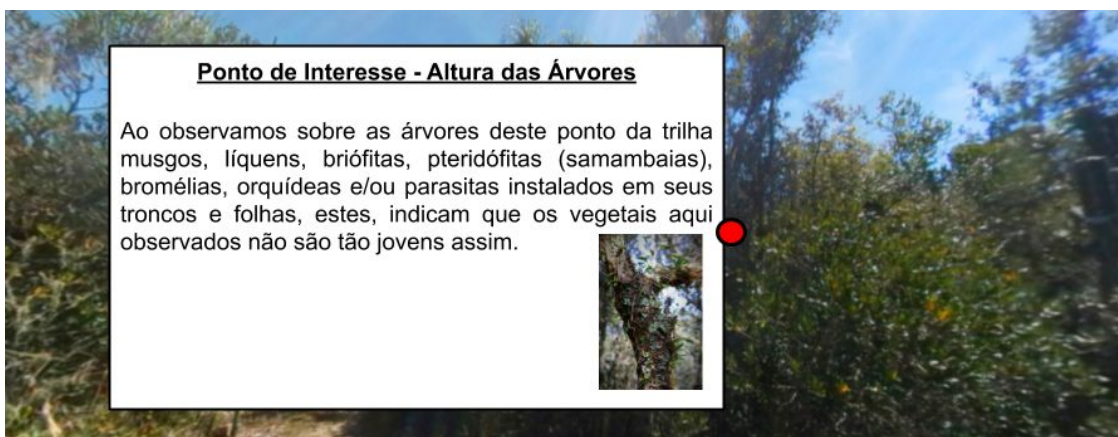 Ponto de Interesse - Altura das Árvores
Ao observamos sobre as árvores deste ponto da trilha
musgos, líquens, briófitas, pteridófitas (samambaias),
bromélias, orquídeas e/ou parasitas instalados em seus
troncos e folhas, estes, indicam que os vegetais aqui
observados não são tão jovens assim.